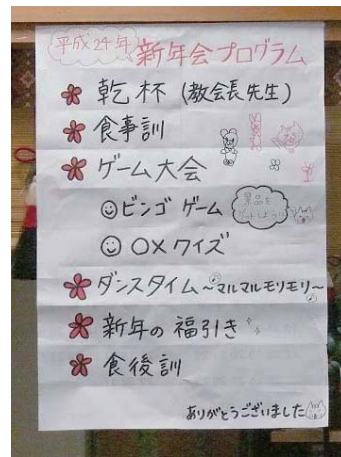 平成24年
新年会プログラム
乾杯 (教会長先生)
食事訓
ゲーム大会
ビンゴ ゲーム
景品を
ゲットしよう!!
○×クイズ
ダンスタイム~マルマルモリモリ~
新年の福引き
食後訓
ありがとうございました